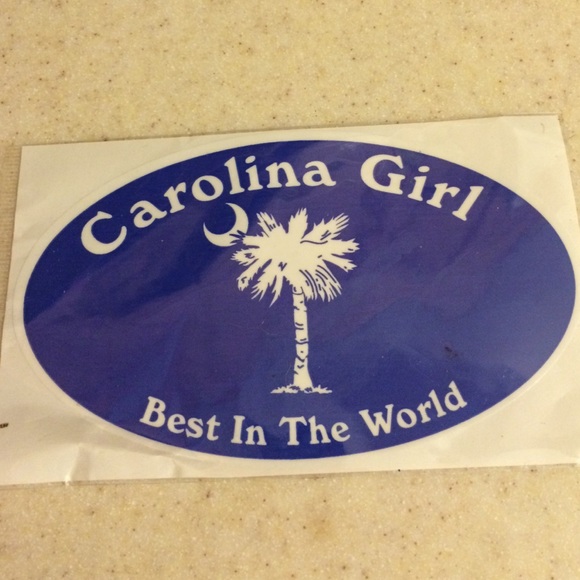 Carolina Girl
Best In The World